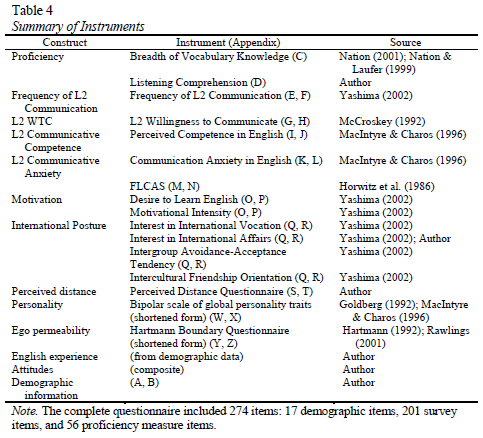 Table 4
Summary of Instruments
Construct Instrument (Appendix) Source
Proficiency Breadth of Vocabulary Knowledge (C) Nation (2001); Nation &
Laufer (1999)
Listening Comprehension (D) Author
Frequency of L2 Frequency of L2 Communication (E, F) Yashima (2002)
Communication
L2 WTC L2 Willingness to Communicate (G, H) McCroskey (1992)
L2 Communicative Perceived Competence in English (I, J) MacIntyre & Charos (1996)
Competence
L2 Communicative Communication Anxiety in English (K, L) MacIntyre & Charos (1996)
Anxiety
FLCAS (M, N) Horwitz et al. (1986)
Motivation Desire to Learn English (O, P) Yashima (2002)
Motivational Intensity (O, P) Yashima (2002)
International Posture Interest in International Vocation (Q, R) Yashima (2002)
Interest in International Affairs (Q, R) Yashima (2002); Author
Intergroup Avoidance-Acceptance Yashima (2002)
Tendency (Q, R)
Intercultural Friendship Orientation (Q, R) Yashima (2002)
Perceived distance Perceived Distance Questionnaire (S, T) Author
Personality Bipolar scale of global personality traits Goldberg (1992); MacIntyre
(shortened form) (W, X) & Charos (1996)
Ego permeability Hartmann Boundary Questionnaire Hartmann (1992); Rawlings
(shortened form) (Y, Z) (2001)
English experience (from demographic data) Author
Attitudes (composite) Author
Demographic (A, B) Author
information
Note. The complete questionnaire included 274 items: 17 demographic items, 201 survey
items, and 56 proficiency measure items.